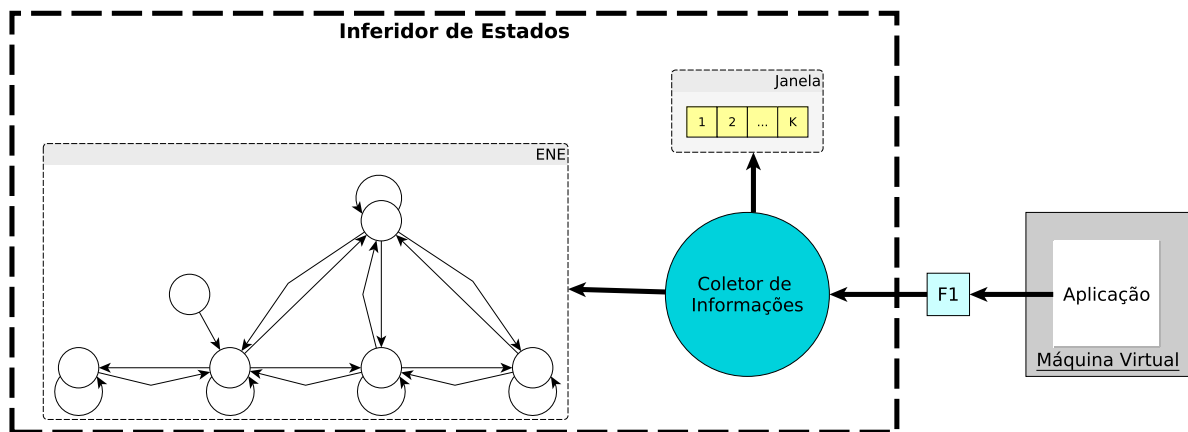 Inferidor de Estados
Janela
1 2 ... K
ENE
Coletor de
Informações
F1
Aplicação
Máquina Virtual